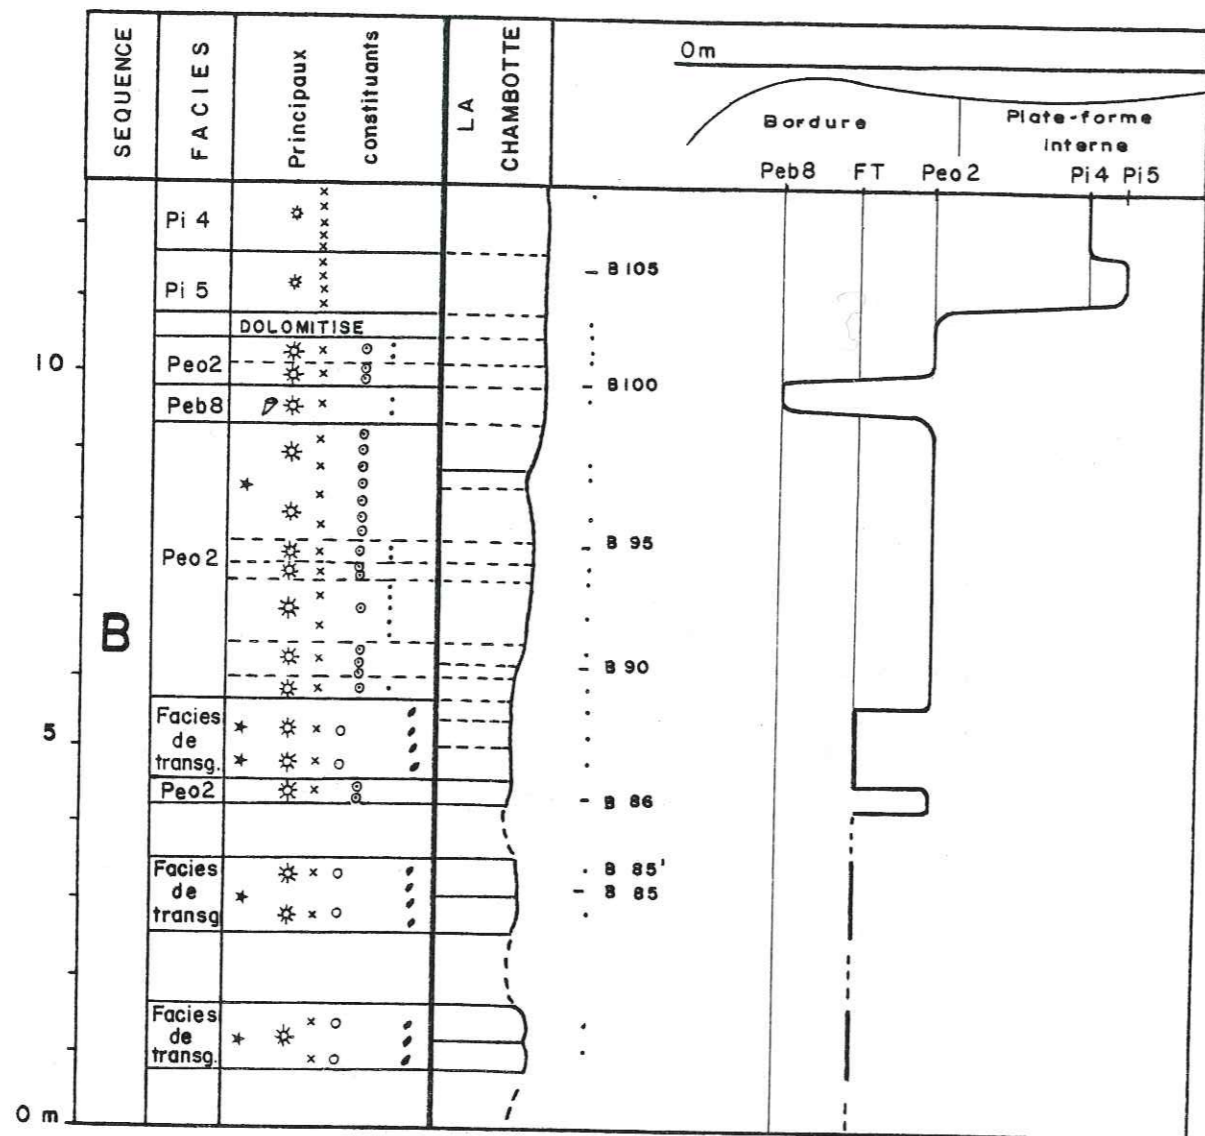 SEQUENCE
FACIES
Principaux
constituants
LA
CHAMBOTTE
0m
Bordure
Plate-forme
interne
Peb8 FT Peo2 Pi4 Pi5
Pi 4
B 105
Pi 5
DOLOMITISE
10
Peo2
B100
Peb8
B 95
Peo2
B
B 90
Facies
de
transg.
5
Peo2
B 86
Facies
de
transg
B 85'
B 85
Facies
de
transg.
0 m